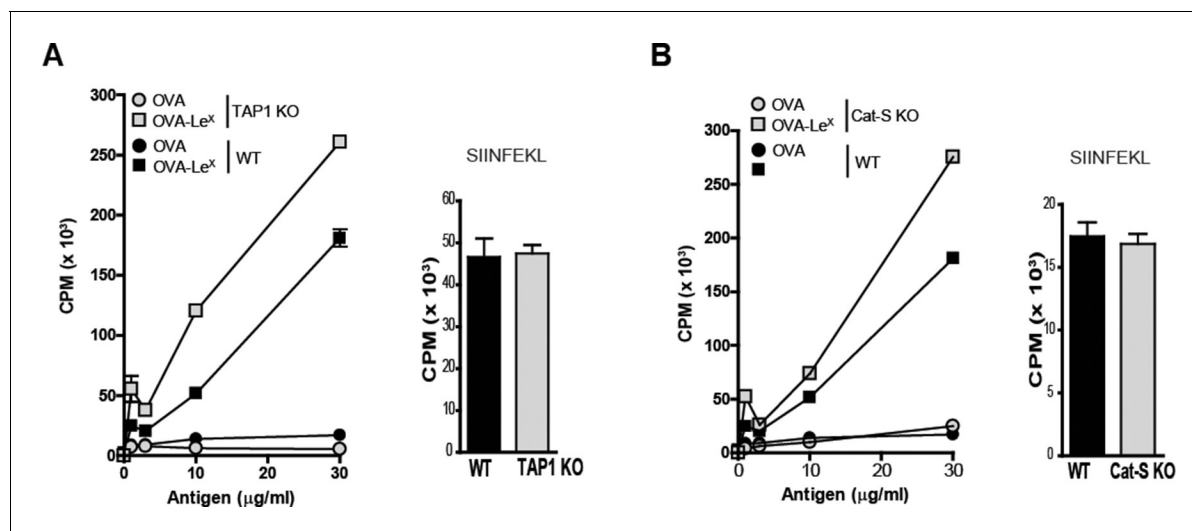 A
OVA
OVA-Leˣ
TAP1 KO
OVA
OVA-Leˣ
WT
300
250
200
150
100
50
0
CPM (x 10³)
0
10
20
30
Antigen (µg/ml)
SIINFEKL
60
50
40
30
20
10
0
CPM (x 10³)
WT TAP1 KO
B
OVA
OVA-Leˣ
Cat-S KO
OVA
WT
300
250
200
150
100
50
0
CPM (x 10³)
0
10
20
30
Antigen (µg/ml)
SIINFEKL
20
15
10
5
0
CPM (x 10³)
WT Cat-S KO